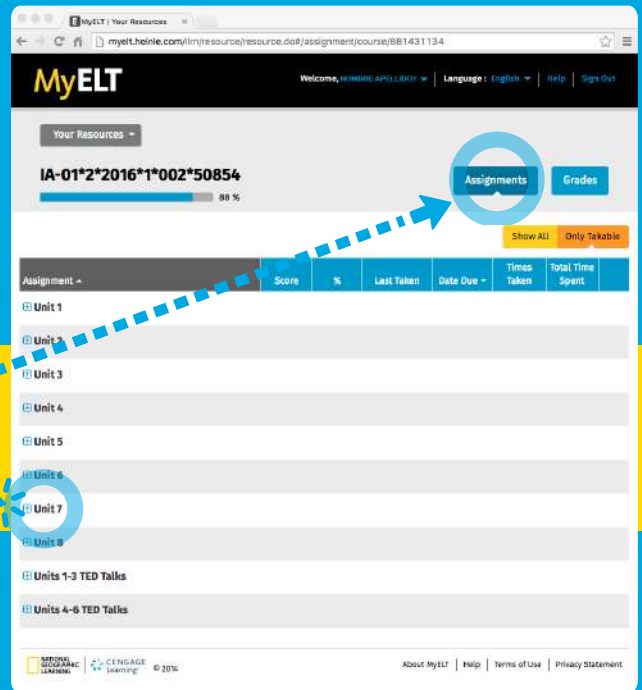 MyELT | Your Resources
myelt.heinle.com/ilrn/resource/resource.do#/assignment/course/881431134
MyELT
Welcome, NOMBRE APELLIDO1 | Language: English | Help | Sign Out
Your Resources
IA-01*2*2016*1*002*50854
88 %
Assignments
Grades
Show All
Only Takable
Assignment Score % Last Taken Date Due Times Taken Total Time Spent
Unit 1
Unit 2
Unit 3
Unit 4
Unit 5
Unit 6
Unit 7
Unit 8
Units 1-3 TED Talks
Units 4-6 TED Talks
NATIONAL GEOGRAPHIC LEARNING CENGAGE Learning © 2014 About MyELT | Help | Terms of Use | Privacy Statement